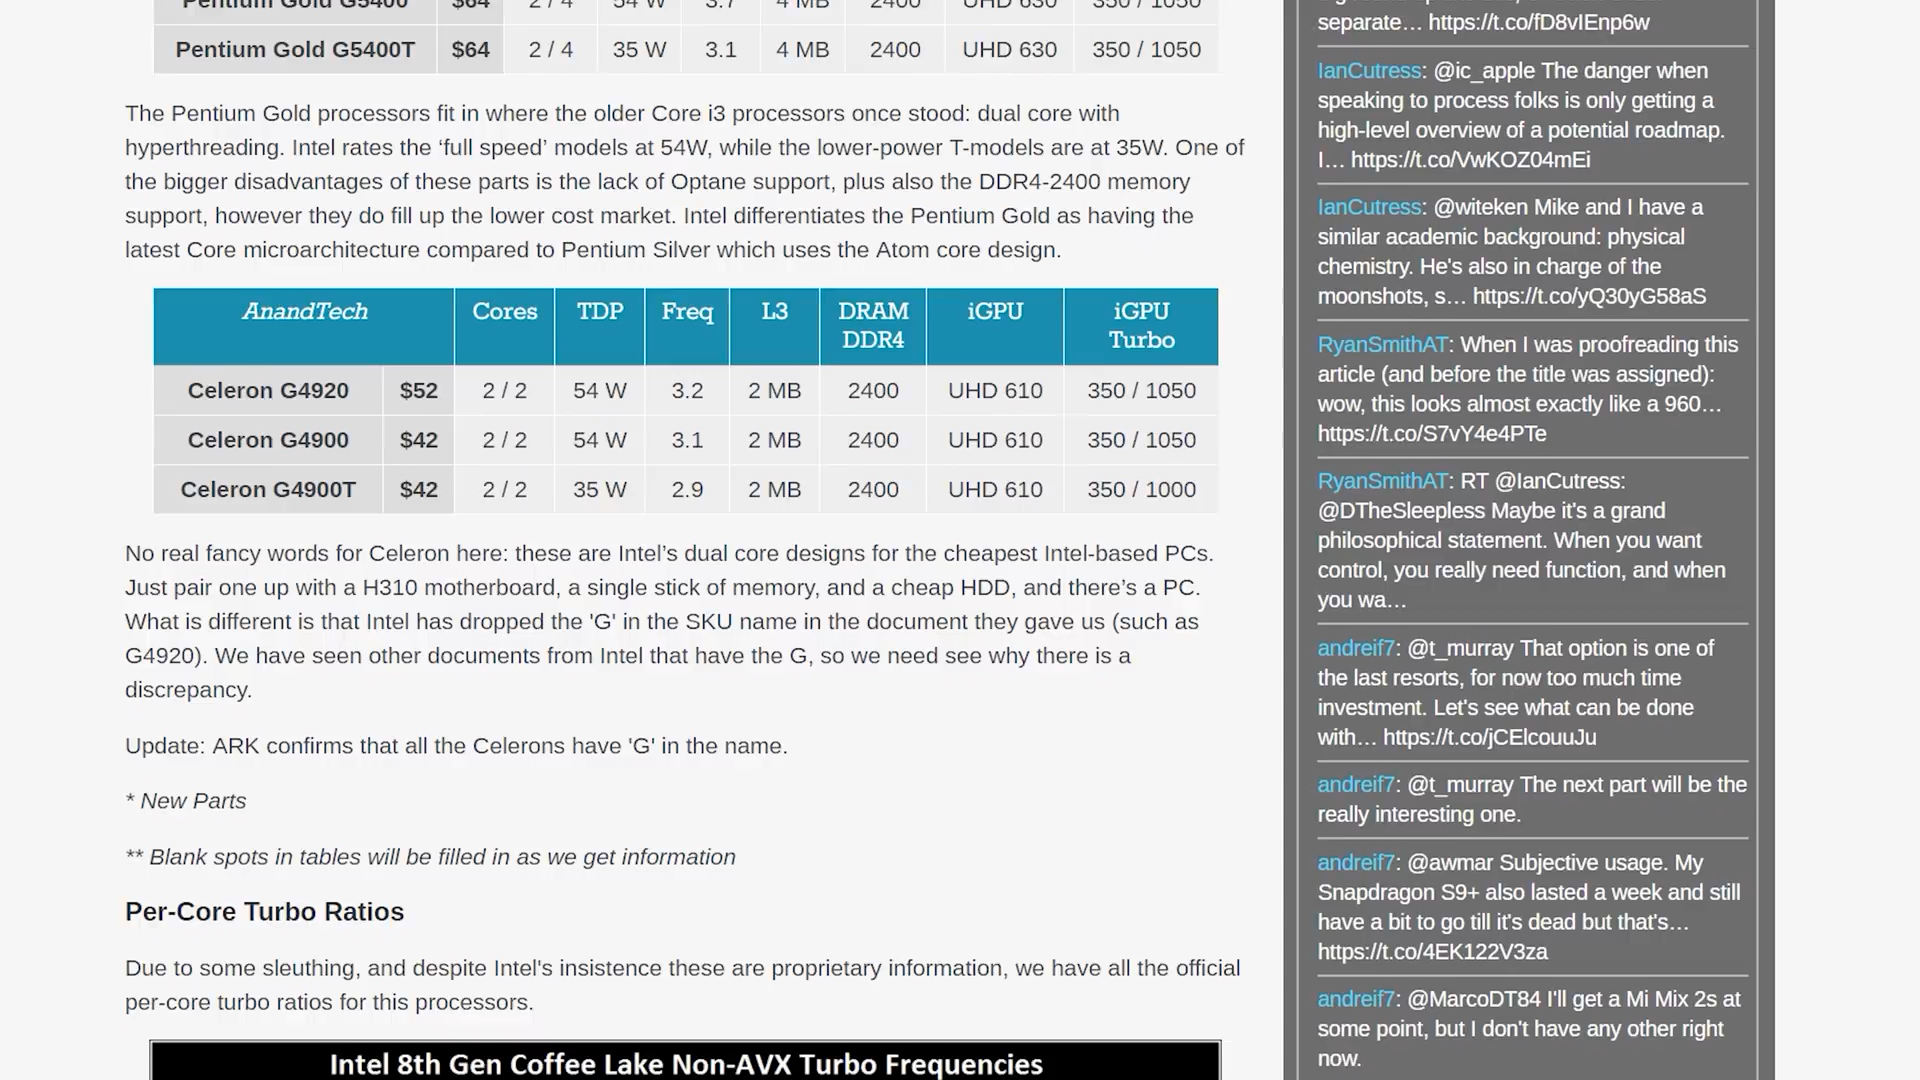 Pentium Gold G5400 $64 2 / 4 54 W 3.7 4 MB 2400 UHD 630 350 / 1050
Pentium Gold G5400T $64 2 / 4 35 W 3.1 4 MB 2400 UHD 630 350 / 1050
The Pentium Gold processors fit in where the older Core i3 processors once stood: dual core with
hyperthreading. Intel rates the ‘full speed’ models at 54W, while the lower-power T-models are at 35W. One of
the bigger disadvantages of these parts is the lack of Optane support, plus also the DDR4-2400 memory
support, however they do fill up the lower cost market. Intel differentiates the Pentium Gold as having the
latest Core microarchitecture compared to Pentium Silver which uses the Atom core design.
AnandTech Cores TDP Freq L3 DRAM iGPU iGPU
DDR4 Turbo
Celeron G4920 $52 2 / 2 54 W 3.2 2 MB 2400 UHD 610 350 / 1050
Celeron G4900 $42 2 / 2 54 W 3.1 2 MB 2400 UHD 610 350 / 1050
Celeron G4900T $42 2 / 2 35 W 2.9 2 MB 2400 UHD 610 350 / 1000
No real fancy words for Celeron here: these are Intel’s dual core designs for the cheapest Intel-based PCs.
Just pair one up with a H310 motherboard, a single stick of memory, and a cheap HDD, and there’s a PC.
What is different is that Intel has dropped the 'G' in the SKU name in the document they gave us (such as
G4920). We have seen other documents from Intel that have the G, so we need see why there is a
discrepancy.
Update: ARK confirms that all the Celerons have 'G' in the name.
* New Parts
** Blank spots in tables will be filled in as we get information
Per-Core Turbo Ratios
Due to some sleuthing, and despite Intel's insistence these are proprietary information, we have all the official
per-core turbo ratios for this processors.
Intel 8th Gen Coffee Lake Non-AVX Turbo Frequencies
separate… https://t.co/fD8vIEnp6w
IanCutress: @ic_apple The danger when
speaking to process folks is only getting a
high-level overview of a potential roadmap.
I… https://t.co/VwKOZ04mEi
IanCutress: @witeken Mike and I have a
similar academic background: physical
chemistry. He's also in charge of the
moonshots, s… https://t.co/yQ30yG58aS
RyanSmithAT: When I was proofreading this
article (and before the title was assigned):
wow, this looks almost exactly like a 960…
https://t.co/S7vY4e4PTe
RyanSmithAT: RT @IanCutress:
@DTheSleepless Maybe it's a grand
philosophical statement. When you want
control, you really need function, and when
you wa…
andreif7: @t_murray That option is one of
the last resorts, for now too much time
investment. Let's see what can be done
with… https://t.co/jCElcouuJu
andreif7: @t_murray The next part will be the
really interesting one.
andreif7: @awmar Subjective usage. My
Snapdragon S9+ also lasted a week and still
have a bit to go till it's dead but that's…
https://t.co/4EK122V3za
andreif7: @MarcoDT84 I'll get a Mi Mix 2s at
some point, but I don't have any other right
now.